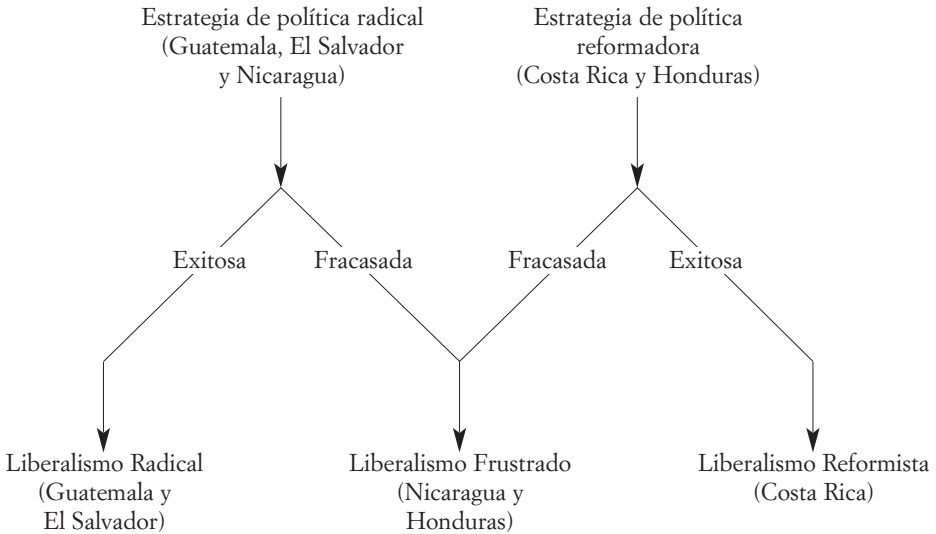 Estrategia de política radical
(Guatemala, El Salvador
y Nicaragua)
Estrategia de política
reformadora
(Costa Rica y Honduras)
Exitosa
Fracasada
Fracasada
Exitosa
Liberalismo Radical
(Guatemala y
El Salvador)
Liberalismo Frustrado
(Nicaragua y
Honduras)
Liberalismo Reformista
(Costa Rica)